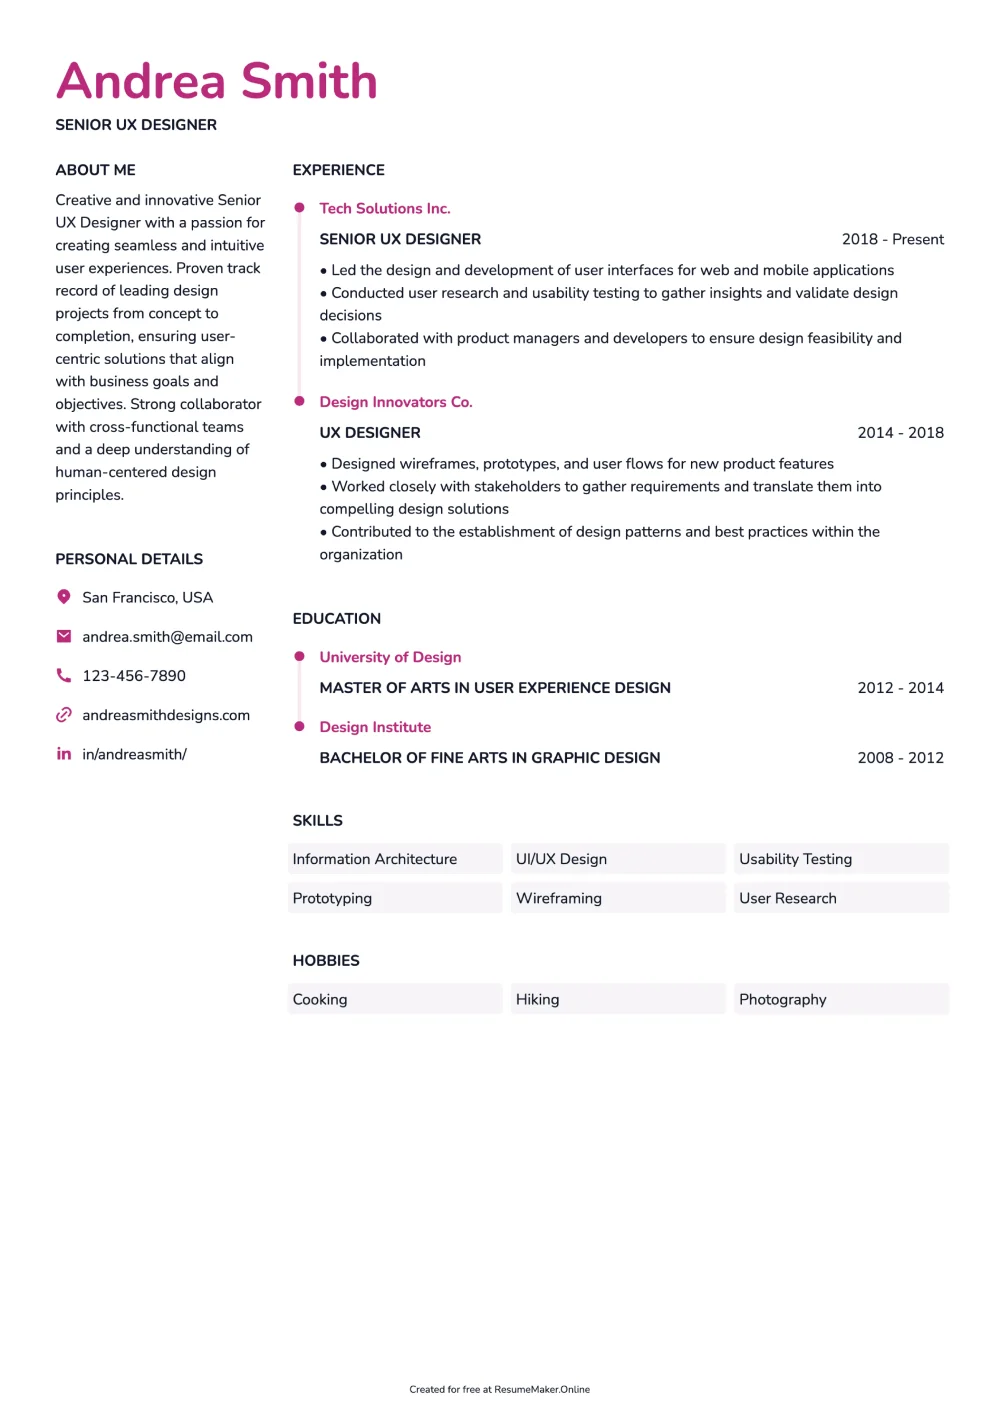 Andrea Smith
SENIOR UX DESIGNER
ABOUT ME
Creative and innovative Senior
UX Designer with a passion for
creating seamless and intuitive
user experiences. Proven track
record of leading design
projects from concept to
completion, ensuring user-
centric solutions that align
with business goals and
objectives. Strong collaborator
with cross-functional teams
and a deep understanding of
human-centered design
principles.
PERSONAL DETAILS
San Francisco, USA
andrea.smith@email.com
123-456-7890
andreasmithdesigns.com
in/andreasmith/
EXPERIENCE
Tech Solutions Inc.
SENIOR UX DESIGNER 2018 - Present
• Led the design and development of user interfaces for web and mobile applications
• Conducted user research and usability testing to gather insights and validate design
decisions
• Collaborated with product managers and developers to ensure design feasibility and
implementation
Design Innovators Co.
UX DESIGNER 2014 - 2018
• Designed wireframes, prototypes, and user flows for new product features
• Worked closely with stakeholders to gather requirements and translate them into
compelling design solutions
• Contributed to the establishment of design patterns and best practices within the
organization
EDUCATION
University of Design
MASTER OF ARTS IN USER EXPERIENCE DESIGN 2012 - 2014
Design Institute
BACHELOR OF FINE ARTS IN GRAPHIC DESIGN 2008 - 2012
SKILLS
Information Architecture UI/UX Design Usability Testing
Prototyping Wireframing User Research
HOBBIES
Cooking Hiking Photography
Created for free at ResumeMaker.Online